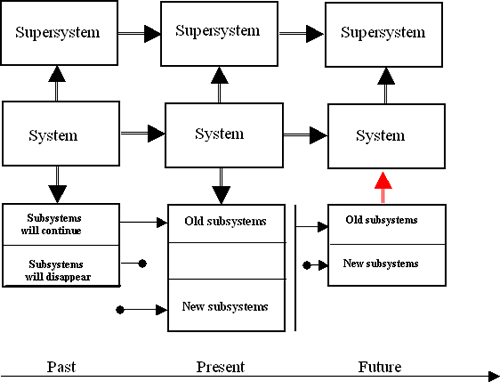 Supersystem
Supersystem
Supersystem
System
System
System
Subsystems
will continue
Old subsystems
Old subsystems
Subsystems
will disappear
New subsystems
New subsystems
Past
Present
Future